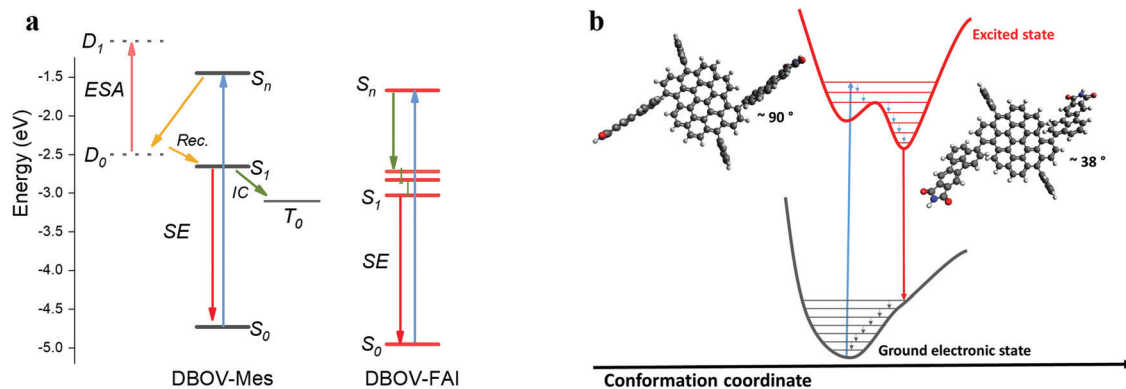 a
Energy (eV)
-1.5
-2.0
-2.5
-3.0
-3.5
-4.0
-4.5
-5.0
D1
ESA
D0
Sn
Rec.
S1
IC
T0
SE
S0
DBOV-Mes
Sn
S1
SE
S0
DBOV-FAI
b
Excited state
~ 90 °
~ 38 °
Ground electronic state
Conformation coordinate